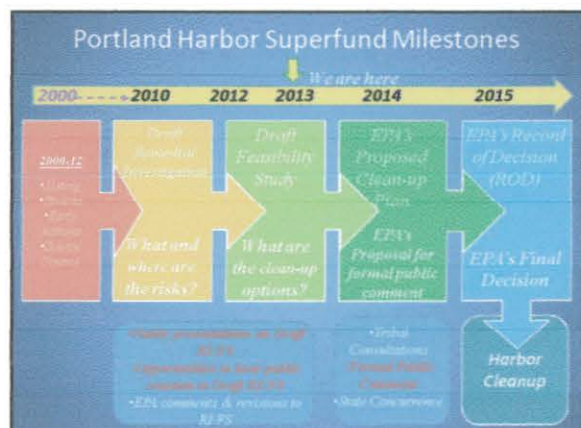 Portland Harbor Superfund Milestones
We are here
2000 2010 2012 2013 2014 2015
2000-12
Draft
Remedial
Investigation
What and
where are
the risks?
Draft
Feasibility
Study
What are
the clean-up
options?
EPA's
Proposed
Clean-up
Plan
EPA's
Proposal for
formal public
comment
EPA's Record
of Decision
(ROD)
EPA's Final
Decision
Harbor
Cleanup
•EPA comments & revisions to
RI/FS
•Tribal
Consultations
•Formal Public
Comment
•State Concurrence